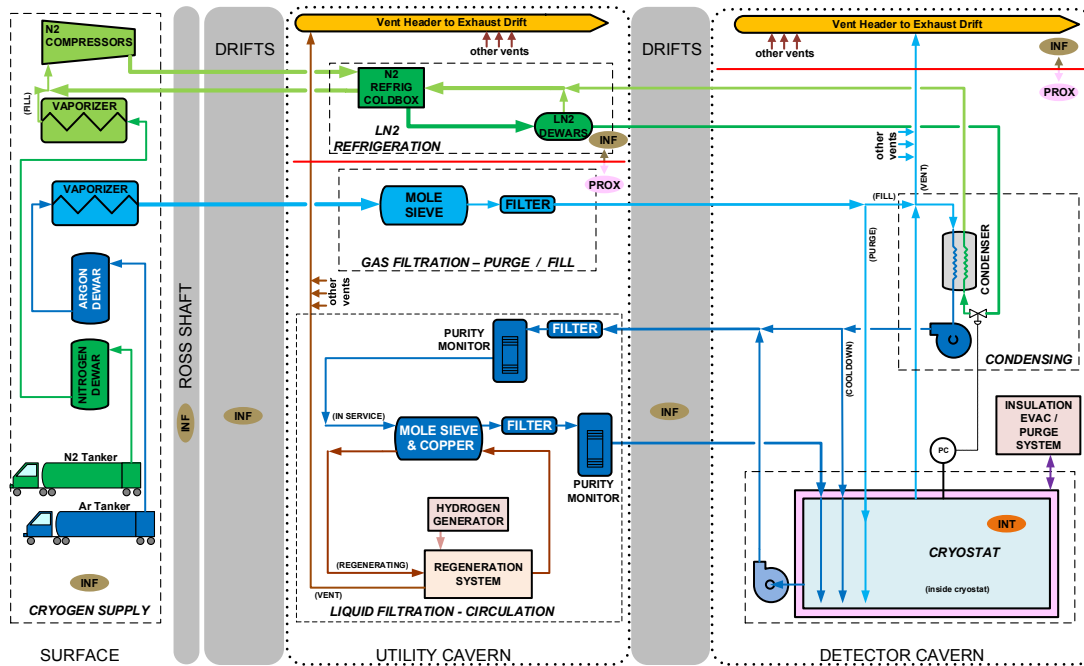 N2
COMPRESSORS
(FILL)
VAPORIZER
VAPORIZER
ARGON
DEWAR
NITROGEN
DEWAR
N2 Tanker
Ar Tanker
INF
CRYOGEN SUPPLY
SURFACE
ROSS SHAFT
INF
DRIFTS
INF
Vent Header to Exhaust Drift
other vents
N2
REFRIG
COLDBOX
LN2
DEWARS
LN2
REFRIGERATION
INF
PROX
MOLE
SIEVE
FILTER
GAS FILTRATION – PURGE / FILL
other
vents
PURITY
MONITOR
FILTER
(IN SERVICE)
MOLE SIEVE
& COPPER
FILTER
PURITY
MONITOR
HYDROGEN
GENERATOR
(REGENERATING)
REGENERATION
SYSTEM
(VENT)
LIQUID FILTRATION - CIRCULATION
UTILITY CAVERN
DRIFTS
INF
Vent Header to Exhaust Drift
other vents
INF
PROX
other
vents
(VENT)
(FILL)
(PURGE)
CONDENSER
C
CONDENSING
(COOLDOWN)
INSULATION
EVAC /
PURGE
SYSTEM
PC
INT
CRYOSTAT
(inside cryostat)
C
DETECTOR CAVERN